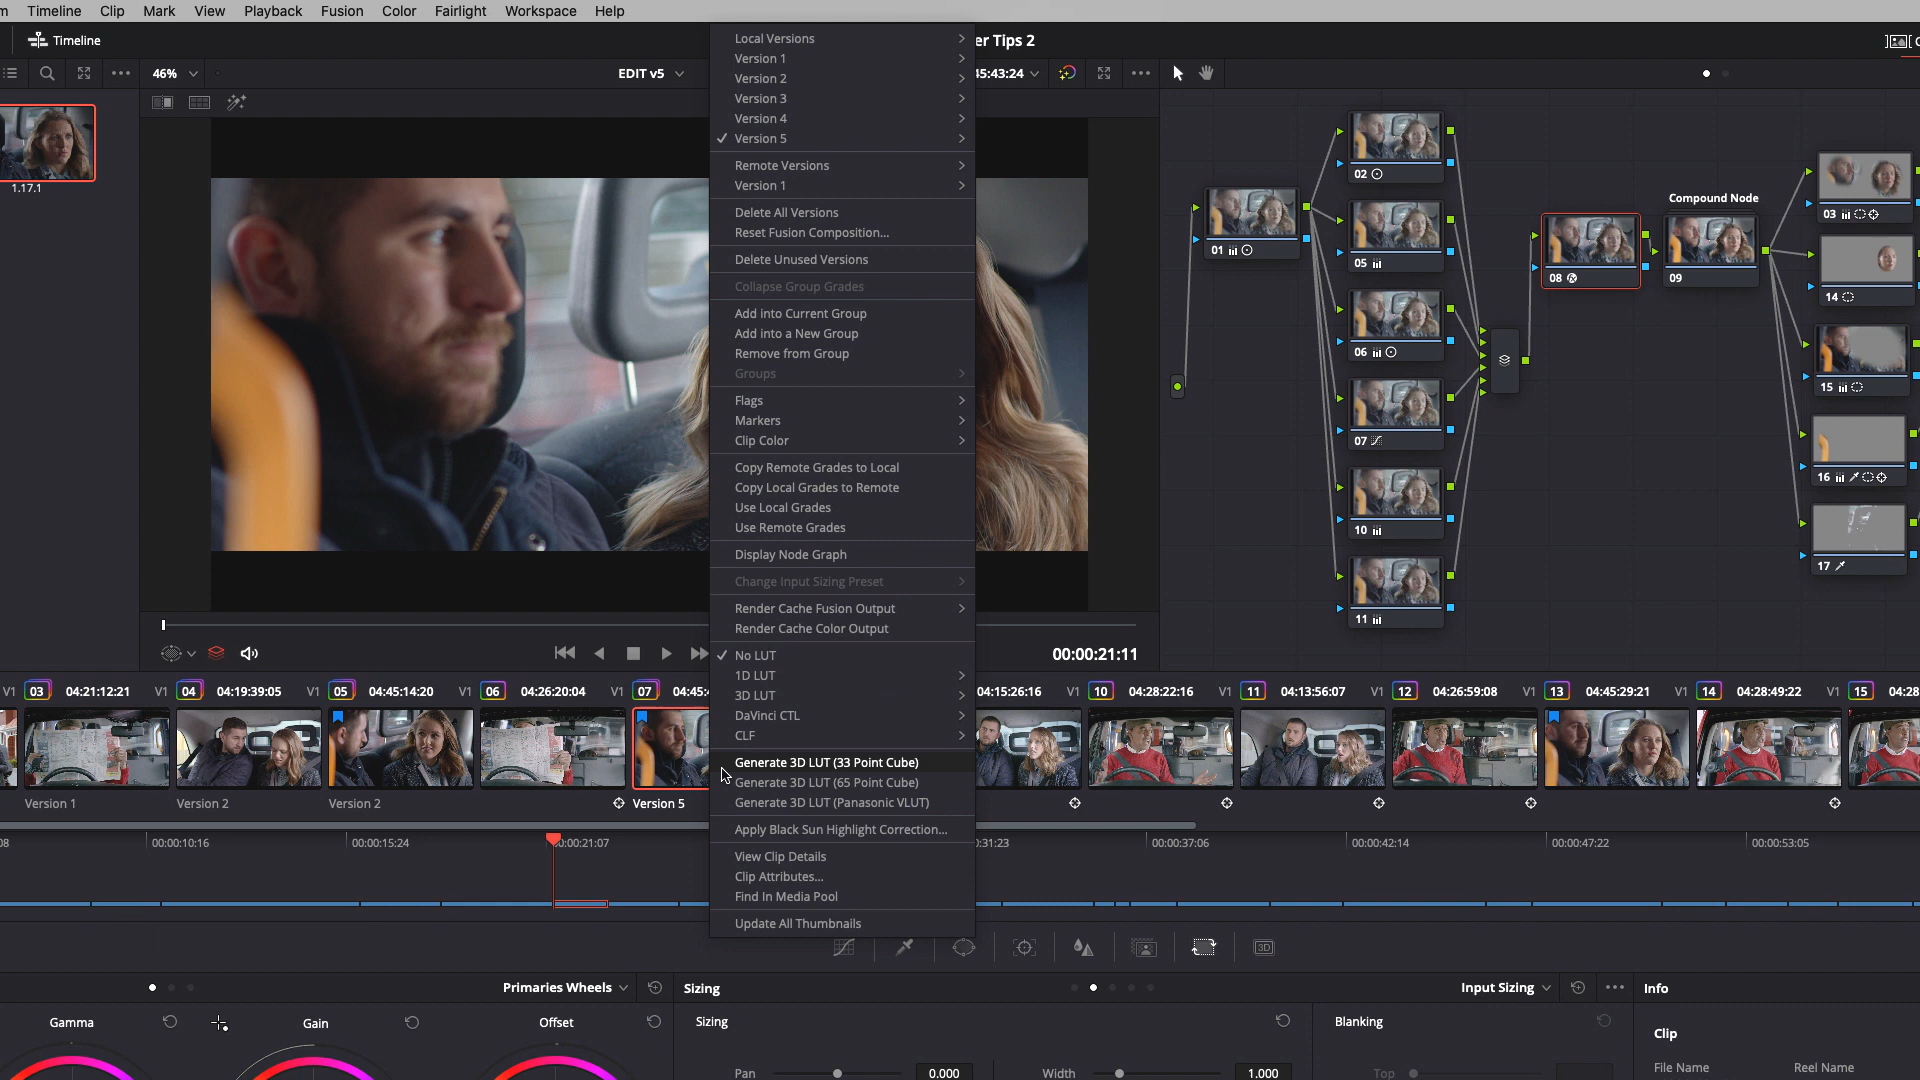 Timeline Clip Mark View Playback Fusion Color Fairlight Workspace Help
Timeline
er Tips 2
46%
EDIT v5
45:43:24
1.17.1
Local Versions
Version 1
Version 2
Version 3
Version 4
Version 5
Remote Versions
Version 1
Delete All Versions
Reset Fusion Composition...
Delete Unused Versions
Collapse Group Grades
Add into Current Group
Add into a New Group
Remove from Group
Groups
Flags
Markers
Clip Color
Copy Remote Grades to Local
Copy Local Grades to Remote
Use Local Grades
Use Remote Grades
Display Node Graph
Change Input Sizing Preset
Render Cache Fusion Output
Render Cache Color Output
No LUT
1D LUT
3D LUT
DaVinci CTL
CLF
Generate 3D LUT (33 Point Cube)
Generate 3D LUT (65 Point Cube)
Generate 3D LUT (Panasonic VLUT)
Apply Black Sun Highlight Correction...
View Clip Details
Clip Attributes...
Find In Media Pool
Update All Thumbnails
01
02
05
06
07
10
11
08
Compound Node
09
03
14
15
16
17
00:00:21:11
V1 03 04:21:12:21 V1 04 04:19:39:05 V1 05 04:45:14:20 V1 06 04:26:20:04 V1 07 04:45: 04:15:26:16 V1 10 04:28:22:16 V1 11 04:13:56:07 V1 12 04:26:59:08 V1 13 04:45:29:21 V1 14 04:28:49:22 V1 15 04:28
Version 1 Version 2 Version 2 Version 5
08 00:00:10:16 00:00:15:24 00:00:21:07 31:23 00:00:37:06 00:00:42:14 00:00:47:22 00:00:53:05
3D
Primaries Wheels
Sizing
Input Sizing
Info
Gamma Gain Offset
Sizing
Blanking
Clip
Pan 0.000 Width 1.000 Top
File Name Reel Name